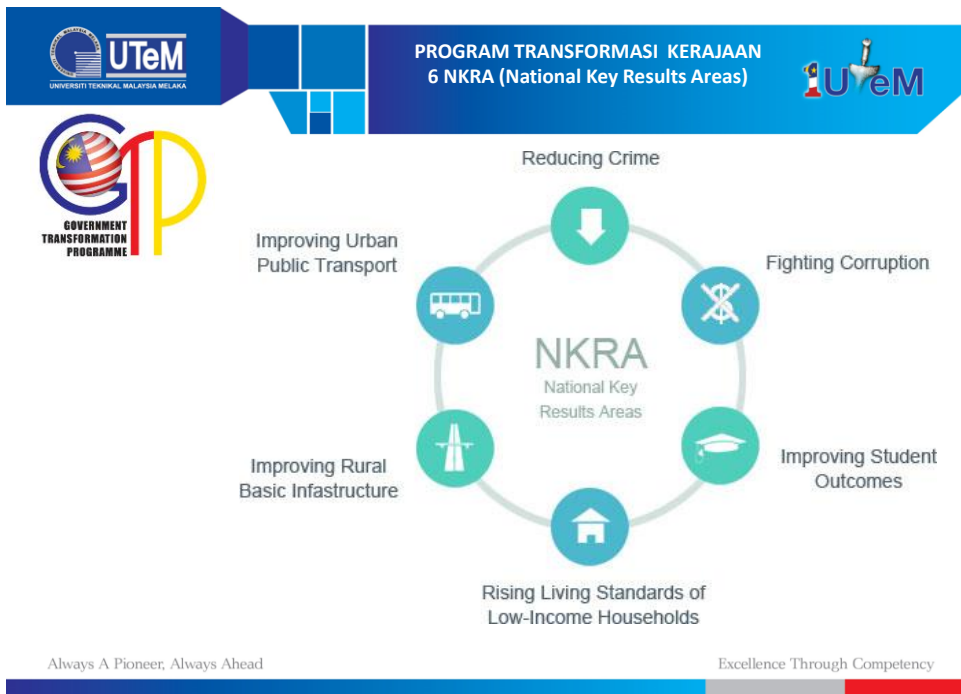 UTeM
UNIVERSITI TEKNIKAL MALAYSIA MELAKA
PROGRAM TRANSFORMASI KERAJAAN
6 NKRA (National Key Results Areas)
1UTeM
GTP
GOVERNMENT
TRANSFORMATION
PROGRAMME
Reducing Crime
Improving Urban
Public Transport
Fighting Corruption
NKRA
National Key
Results Areas
Improving Rural
Basic Infastructure
Improving Student
Outcomes
Rising Living Standards of
Low-Income Households
Always A Pioneer, Always Ahead
Excellence Through Competency